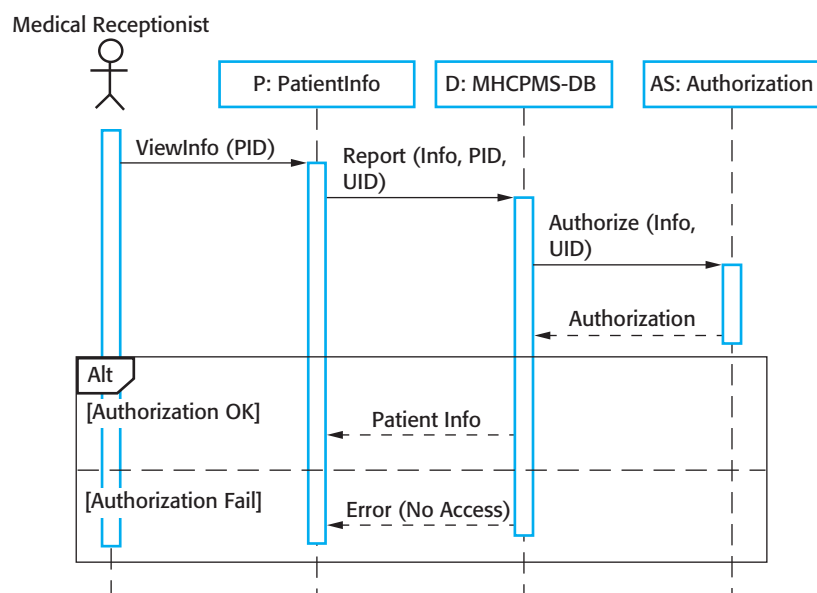 Medical Receptionist
P: PatientInfo
D: MHCPMS-DB
AS: Authorization
ViewInfo (PID)
Report (Info, PID,
UID)
Authorize (Info,
UID)
Authorization
Alt
[Authorization OK]
Patient Info
[Authorization Fail]
Error (No Access)